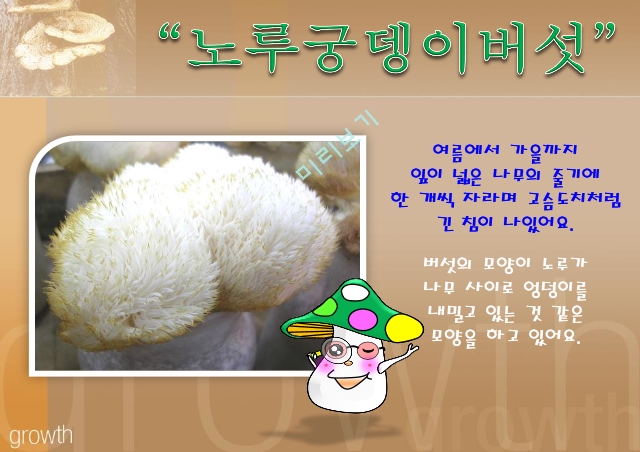 “노루궁뎅이버섯”
미리보기
여름에서 가을까지
잎이 넓은 나무의 줄기에
한 개씩 자라며 고슴도치처럼
긴 침이 나있어요.
버섯의 모양이 노루가
나무 사이로 엉덩이를
내밀고 있는 것 같은
모양을 하고 있어요.
growth
growth
growth